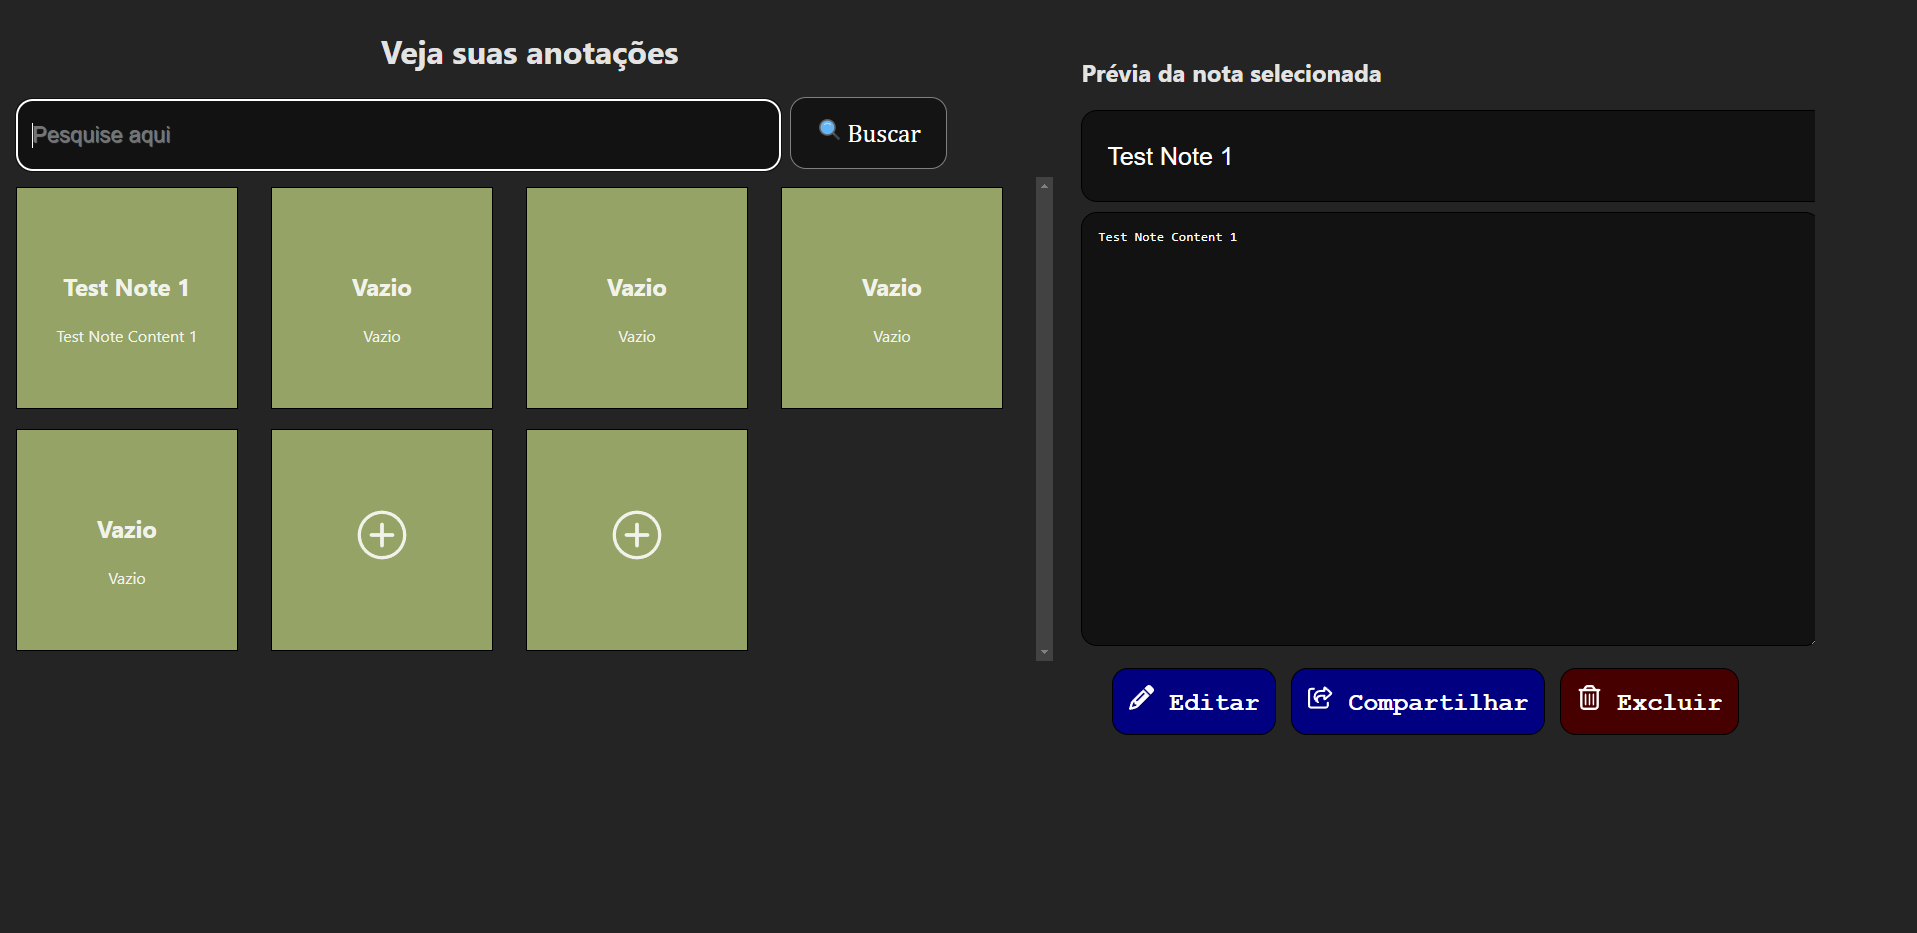 Veja suas anotações
Pesquise aqui
Buscar
Test Note 1
Test Note Content 1
Vazio
Vazio
Vazio
Vazio
Vazio
Vazio
Vazio
Vazio
Prévia da nota selecionada
Test Note 1
Test Note Content 1
Editar
Compartilhar
Excluir